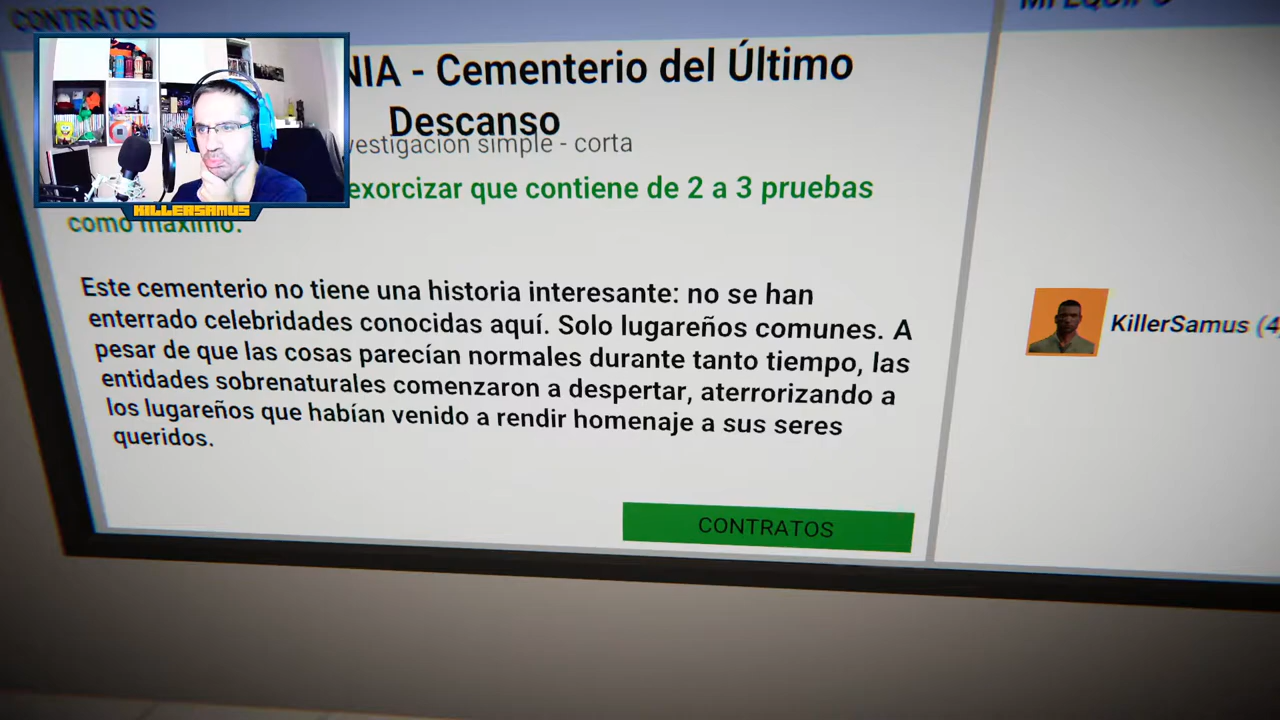 CONTRATOS
- Cementerio del Último
Descanso
simple - corta
exorcizar que contiene de 2 a 3 pruebas
como máximo.
KILLERSAMUS
Este cementerio no tiene una historia interesante: no se han
enterrado celebridades conocidas aquí. Solo lugareños comunes. A
pesar de que las cosas parecían normales durante tanto tiempo, las
entidades sobrenaturales comenzaron a despertar, aterrorizando a
los lugareños que habían venido a rendir homenaje a sus seres
queridos.
CONTRATOS
MI EQUIPO
KillerSamus (4